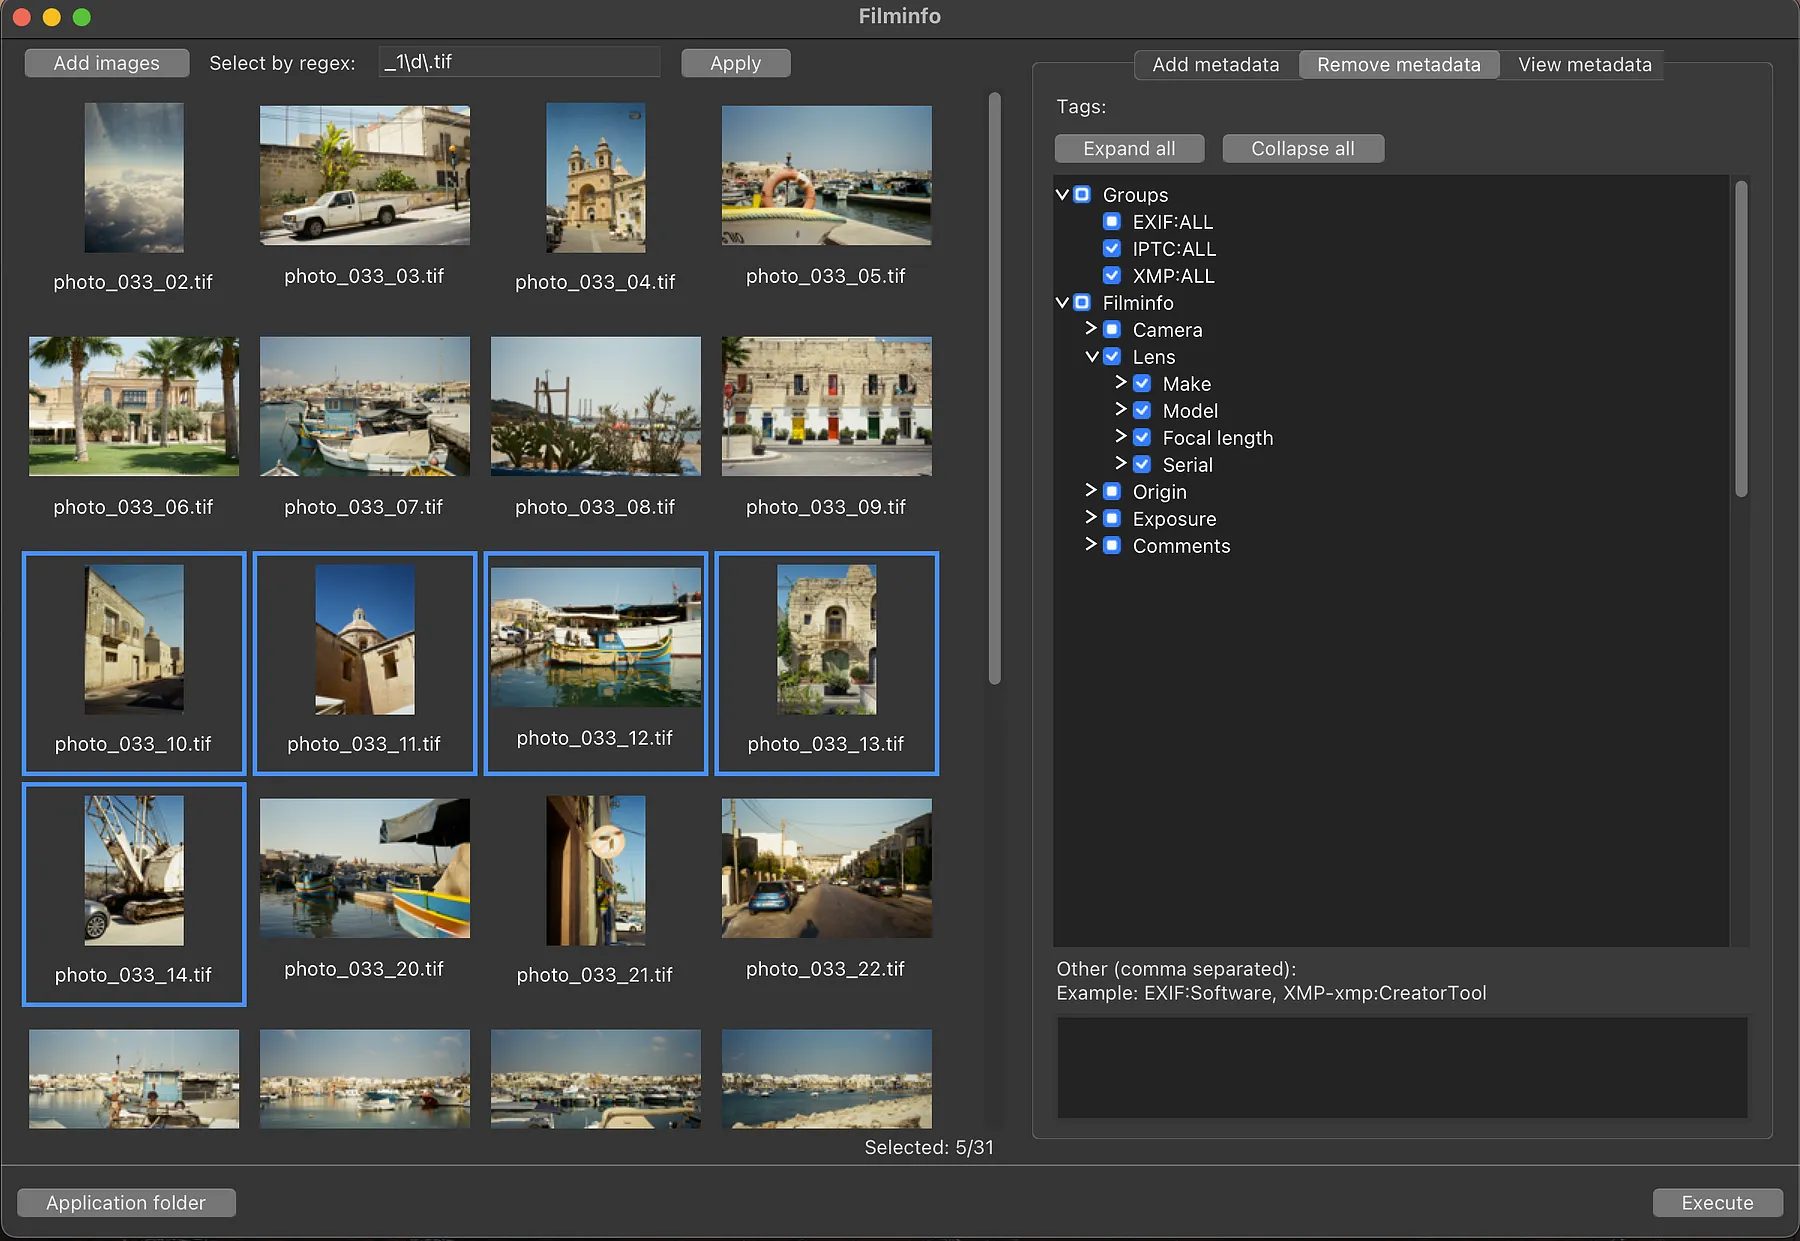 Filminfo
Add images
Select by regex:
_1\d\.tif
Apply
Add metadata
Remove metadata
View metadata
Tags:
Expand all
Collapse all
photo_033_02.tif
photo_033_03.tif
photo_033_04.tif
photo_033_05.tif
photo_033_06.tif
photo_033_07.tif
photo_033_08.tif
photo_033_09.tif
photo_033_10.tif
photo_033_11.tif
photo_033_12.tif
photo_033_13.tif
photo_033_14.tif
photo_033_20.tif
photo_033_21.tif
photo_033_22.tif
Selected: 5/31
Groups
EXIF:ALL
IPTC:ALL
XMP:ALL
Filminfo
Camera
Lens
Make
Model
Focal length
Serial
Origin
Exposure
Comments
Other (comma separated):
Example: EXIF:Software, XMP-xmp:CreatorTool
Application folder
Execute